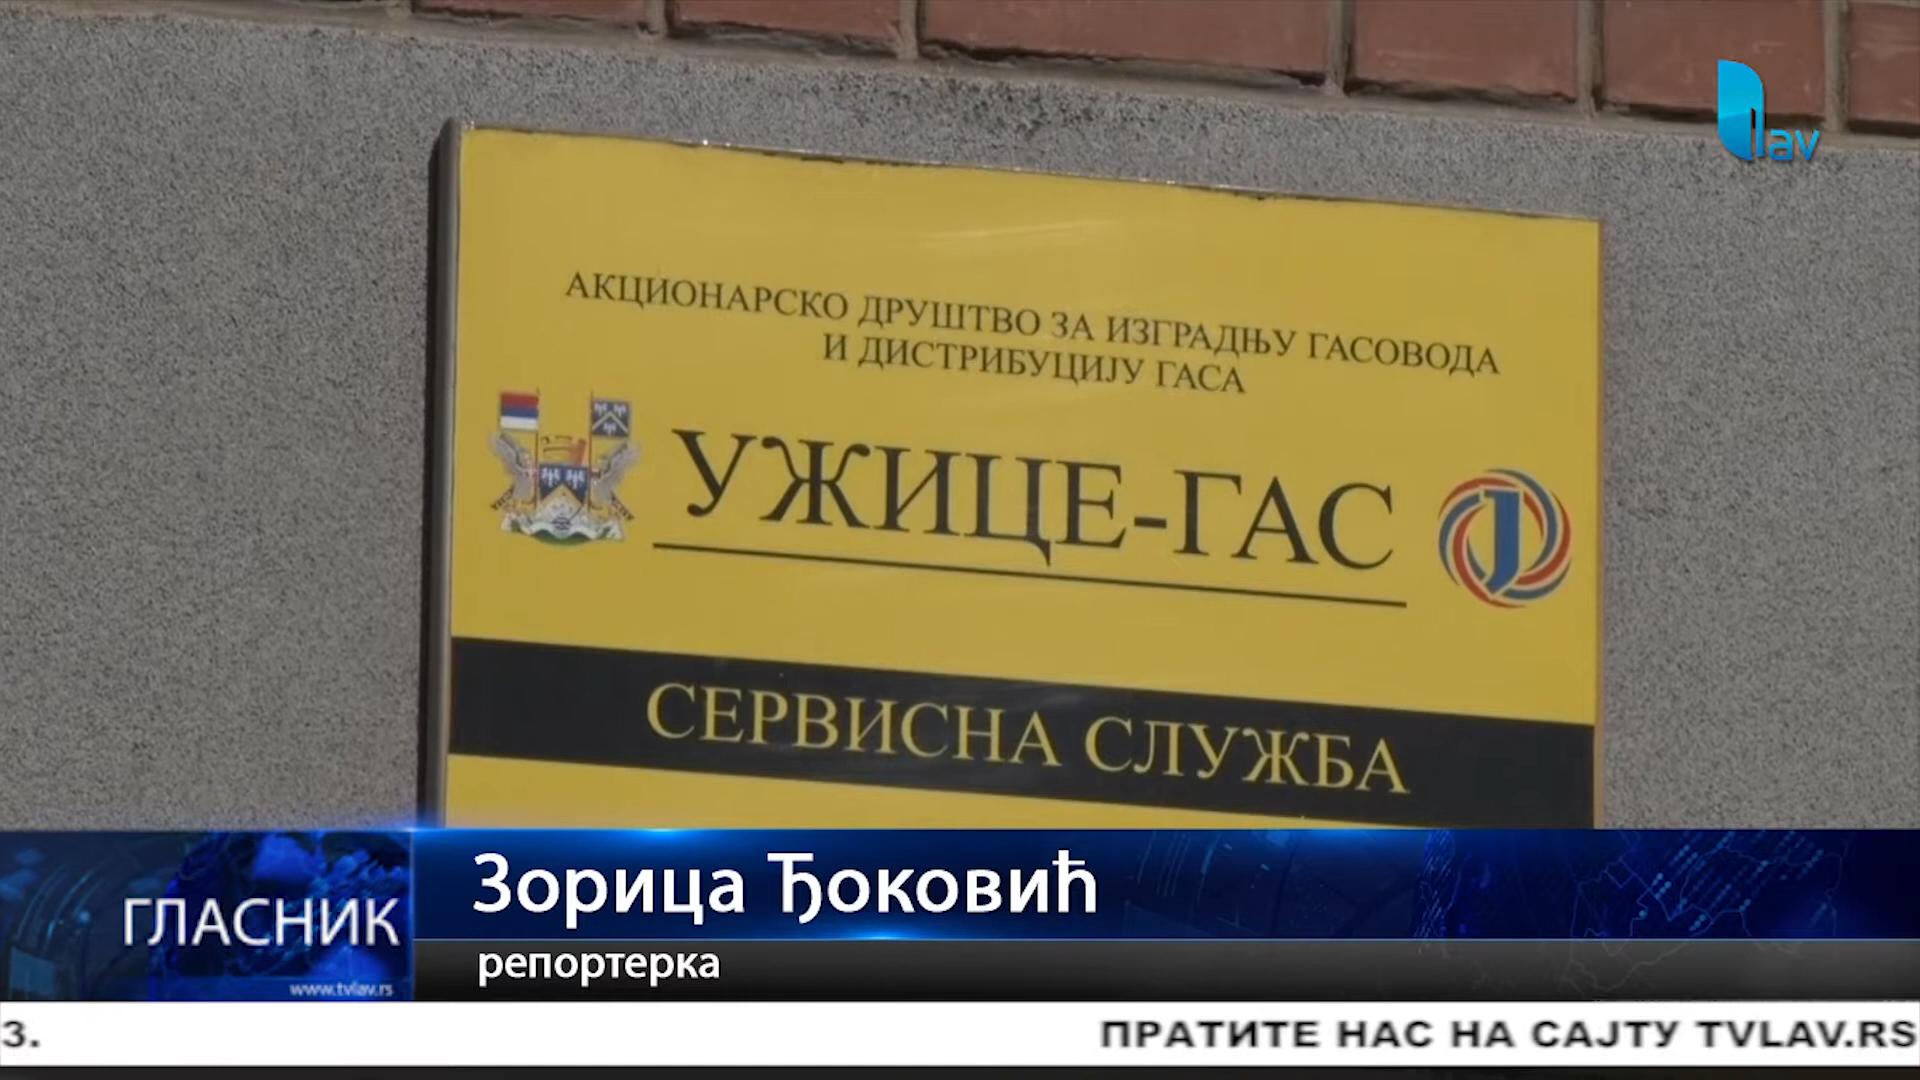 lav
АКЦИОНАРСКО ДРУШТВО ЗА ИЗГРАДЊУ ГАСОВОДА
И ДИСТРИБУЦИЈУ ГАСА
УЖИЦЕ-ГАС
СЕРВИСНА СЛУЖБА
Зорица Ђоковић
ГЛАСНИК
репортерка
www.tvlav.rs
3.
ПРАТИТЕ НАС НА САЈТУ TVLAV.RS